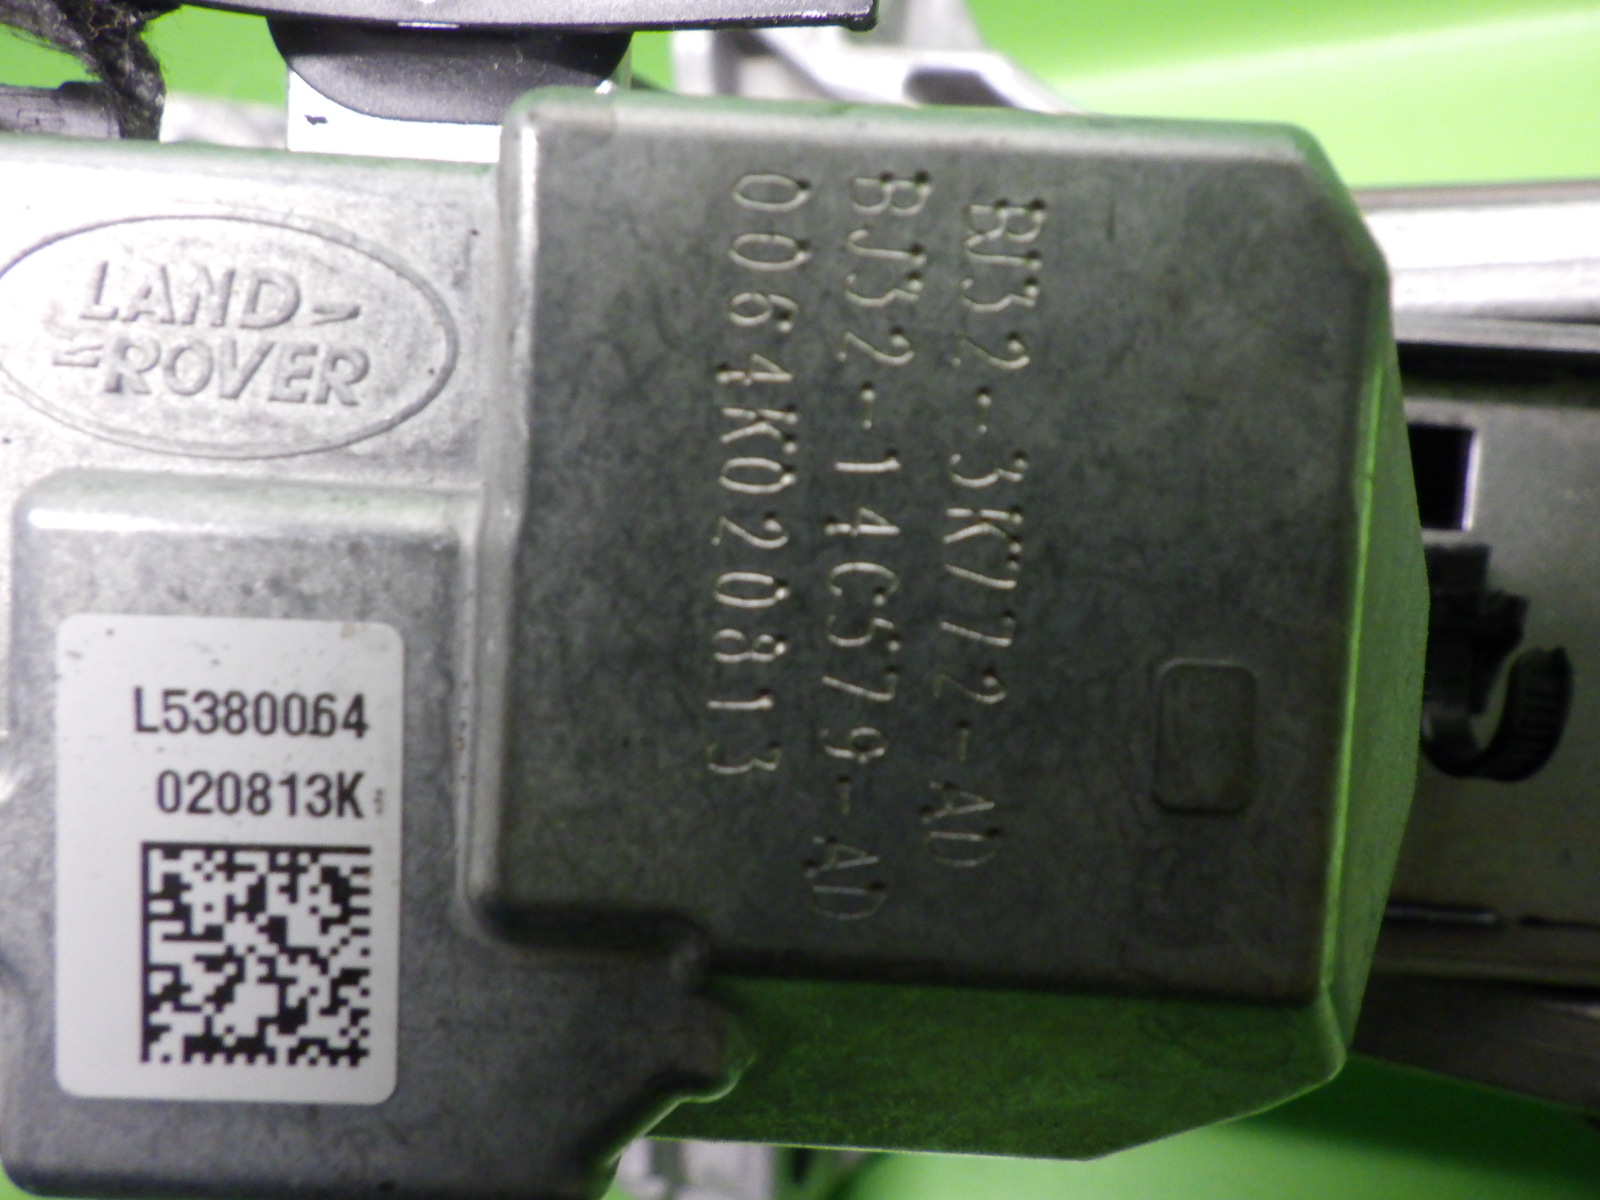 LAND-
ROVER
BJ32-3K772-AD
BJ32-14C579-AD
0064K020813
L5380064
020813K